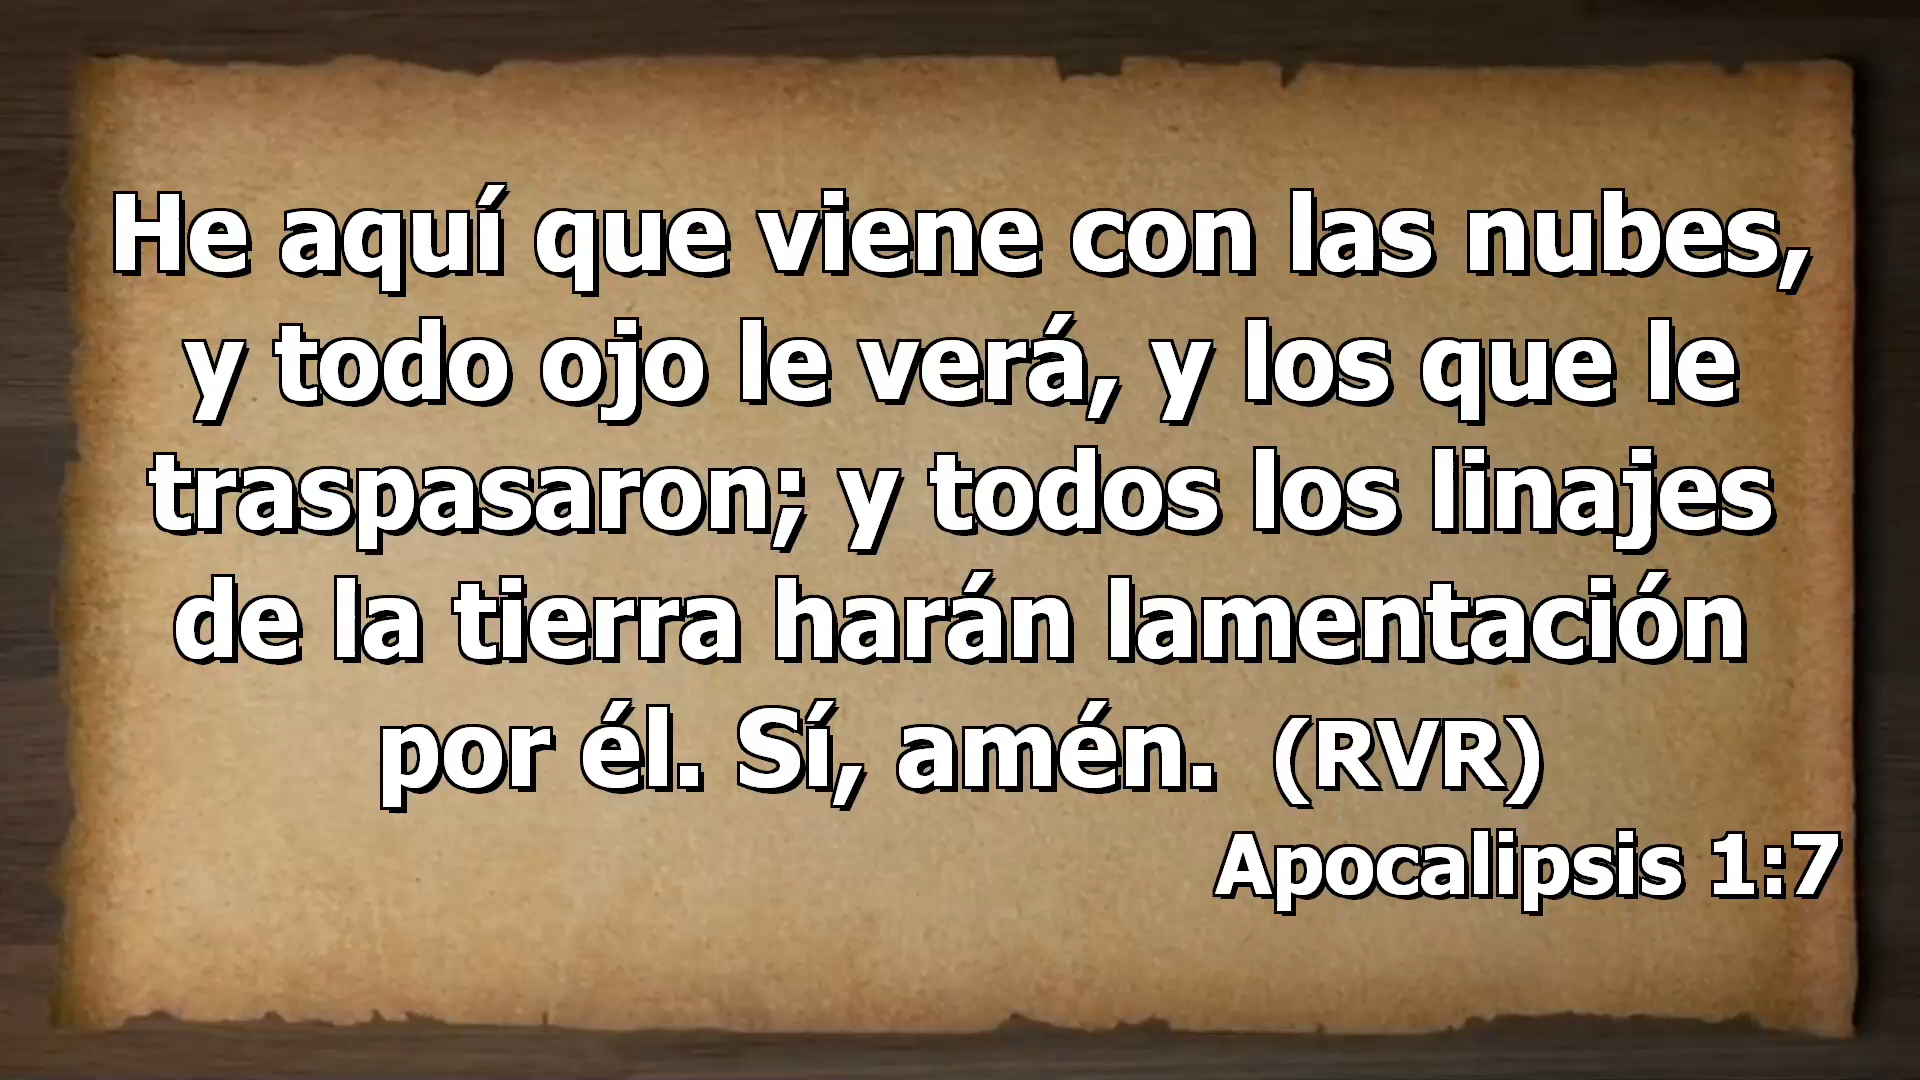 He aquí que viene con las nubes,
y todo ojo le verá, y los que le
traspasaron; y todos los linajes
de la tierra harán lamentación
por él. Sí, amén. (RVR)
Apocalipsis 1:7